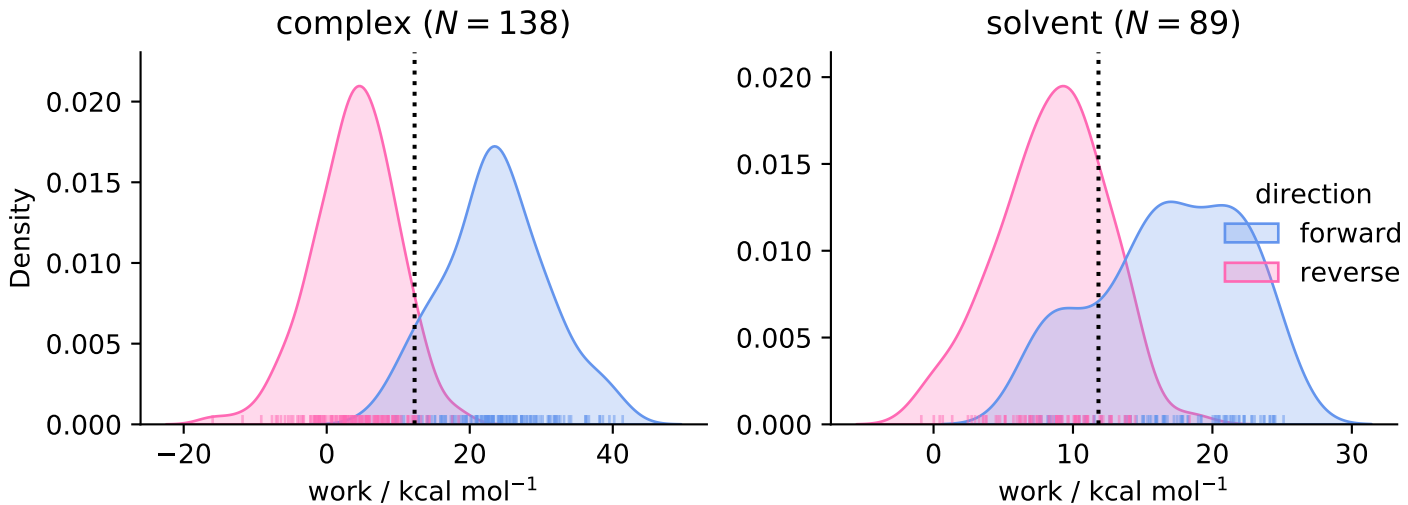 complex (N = 138)
Density
0.020
0.015
0.010
0.005
0.000
−20 0 20 40
work / kcal mol⁻¹
solvent (N = 89)
0.020
0.015
0.010
0.005
0.000
0 10 20 30
work / kcal mol⁻¹
direction
forward
reverse